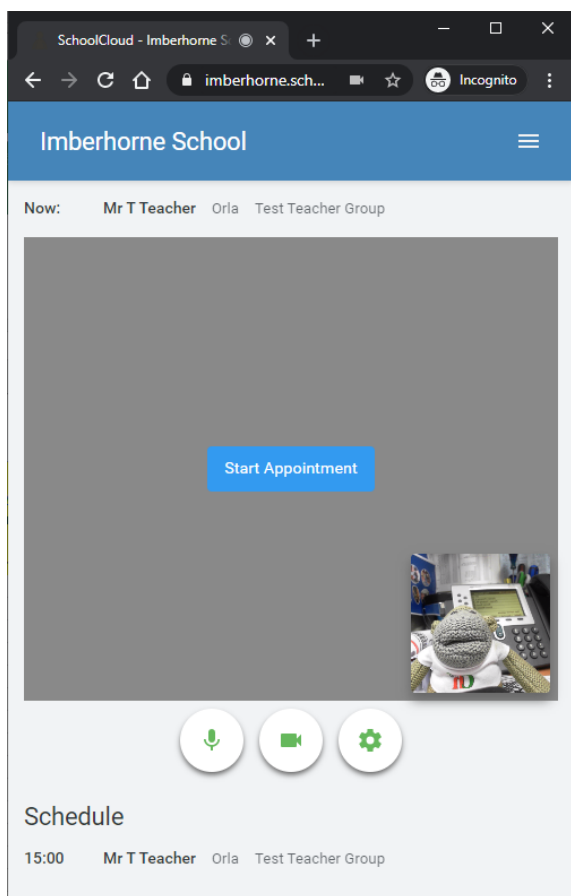 SchoolCloud - Imberhorne S
imberhorne.sch...
Incognito
Imberhorne School
Now: Mr T Teacher Orla Test Teacher Group
Start Appointment
Schedule
15:00 Mr T Teacher Orla Test Teacher Group